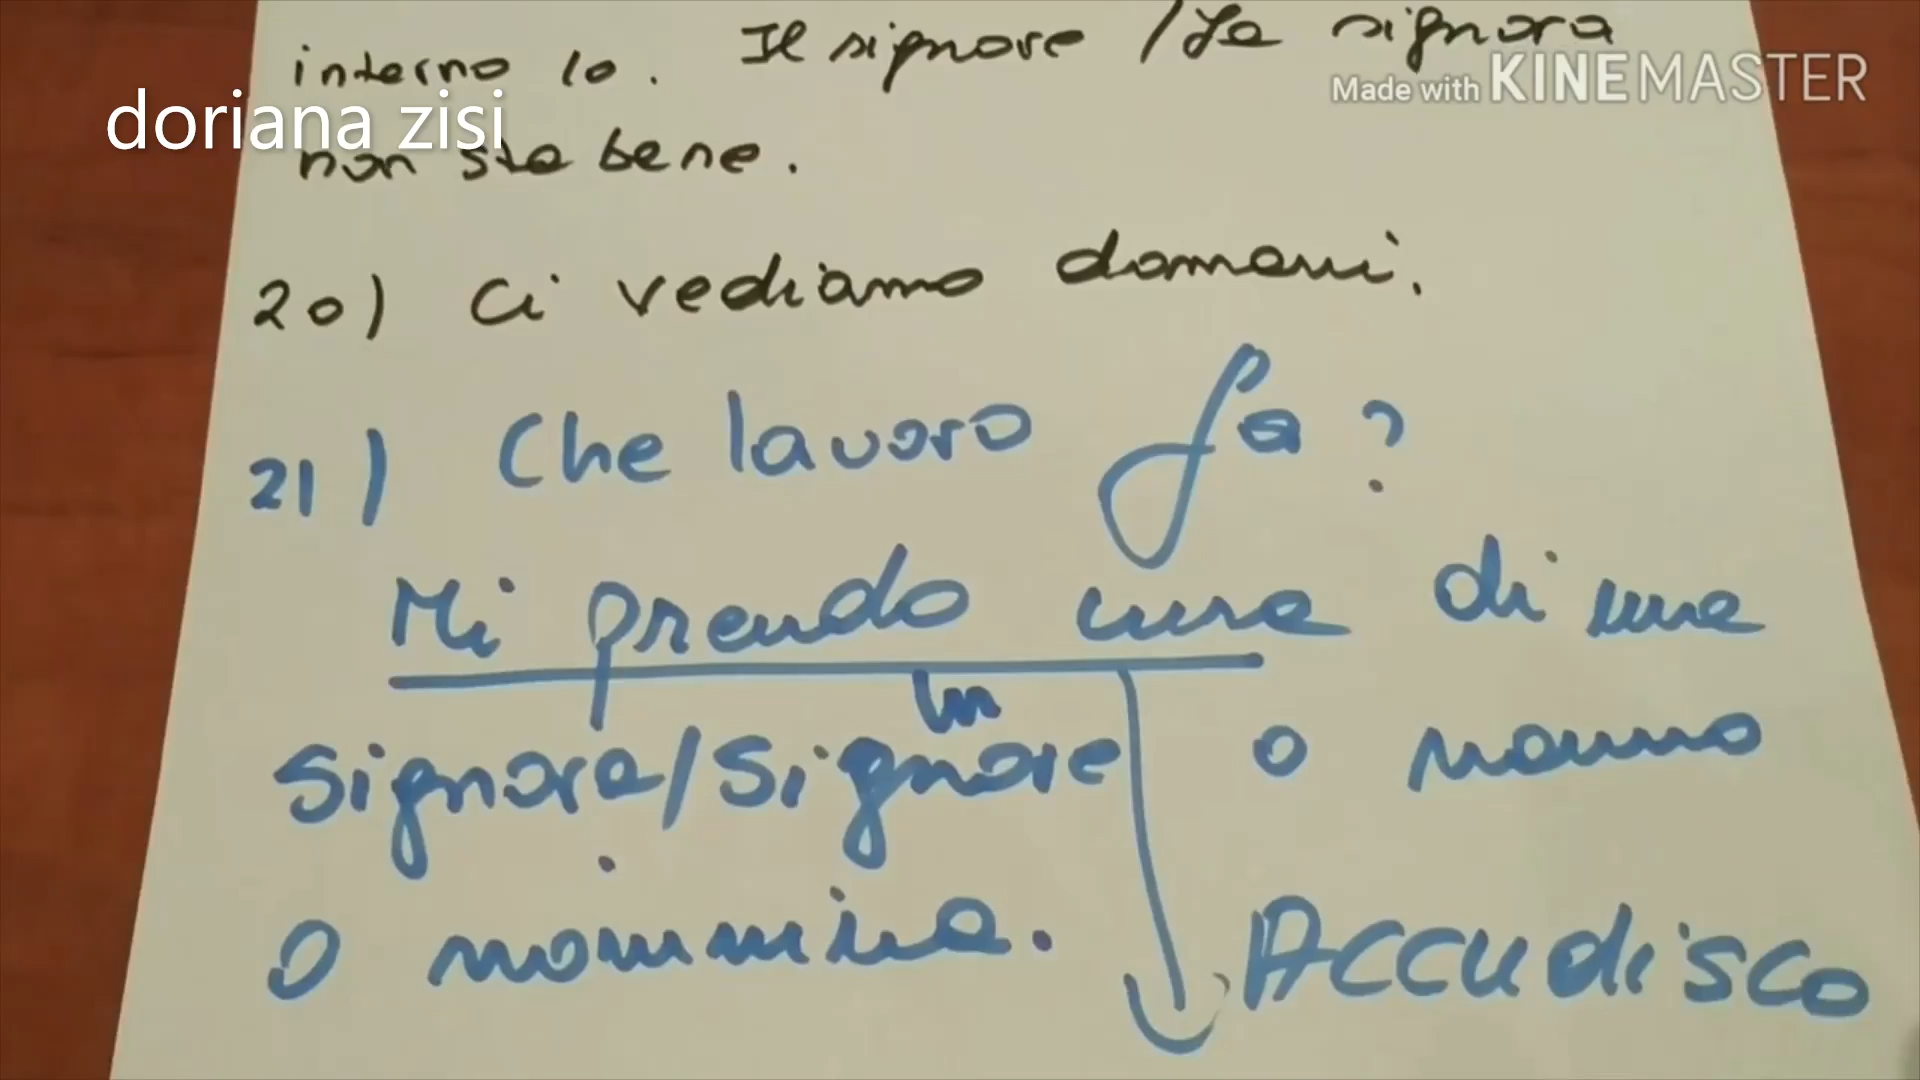 interno 10. Il signore / La signora
Made with KINEMASTER
doriana zisi
non sta bene.
20) Ci vediamo domani.
21) Che lavoro fa?
Mi prendo cura di una
un
signora/signore o nonno
o nonnina.
Accudisco